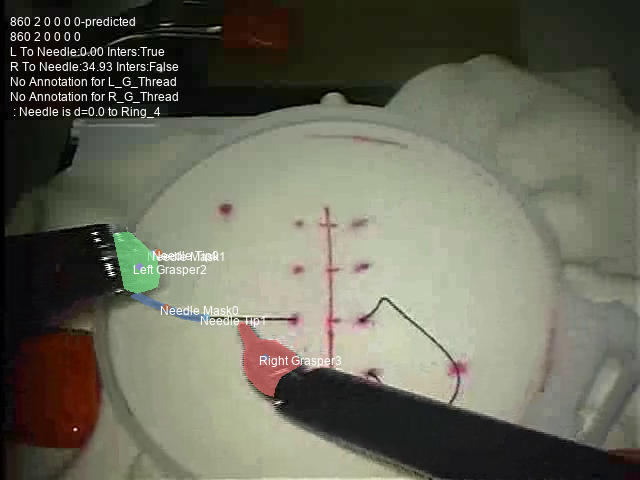 860 2 0 0 0 0-predicted
860 2 0 0 0 0
L To Needle:0.00 Inters:True
R To Needle:34.93 Inters:False
No Annotation for L_G_Thread
No Annotation for R_G_Thread
: Needle is d=0.0 to Ring_4
Left Grasper2
Needle Mask0
Needle Tip1
Right Grasper3